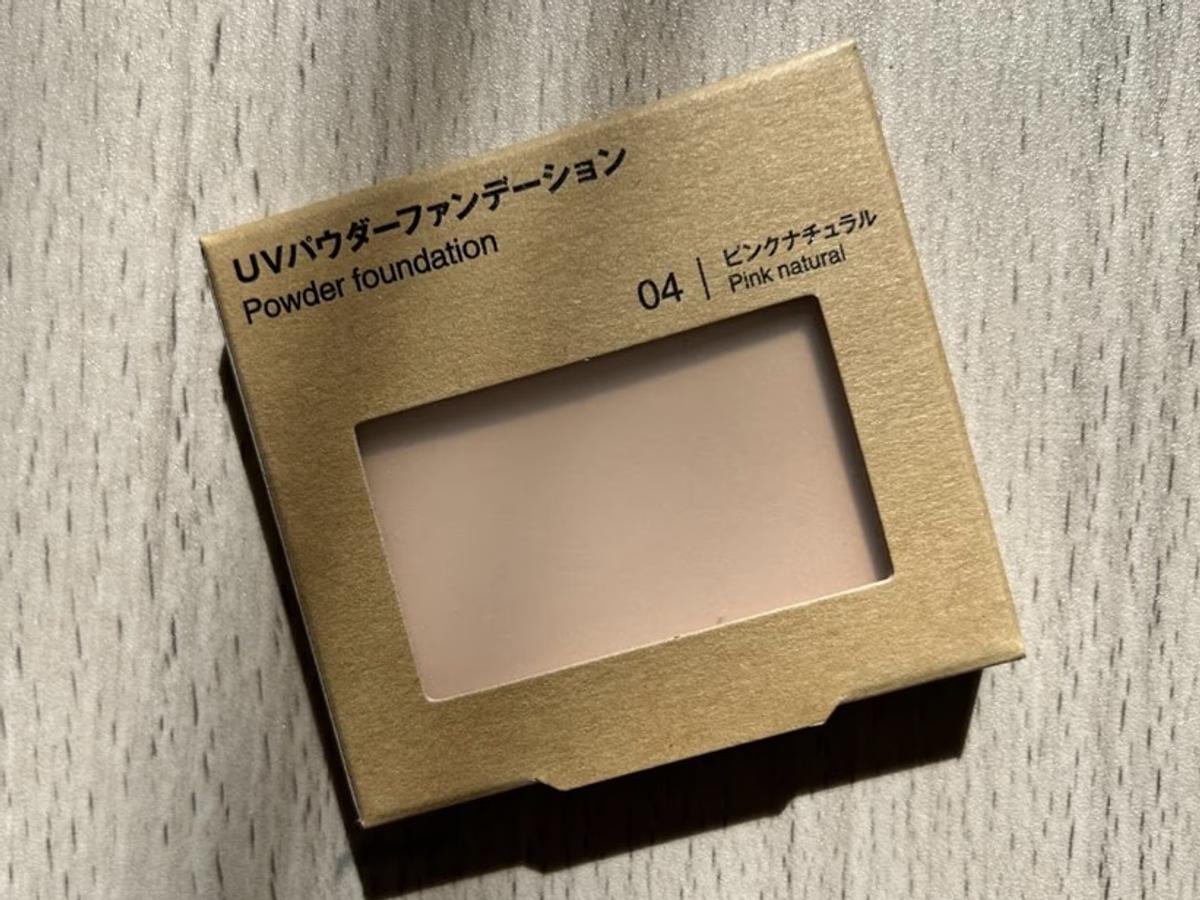 UVパウダーファンデーション
Powder foundation
04
ピンクナチュラル
Pink natural